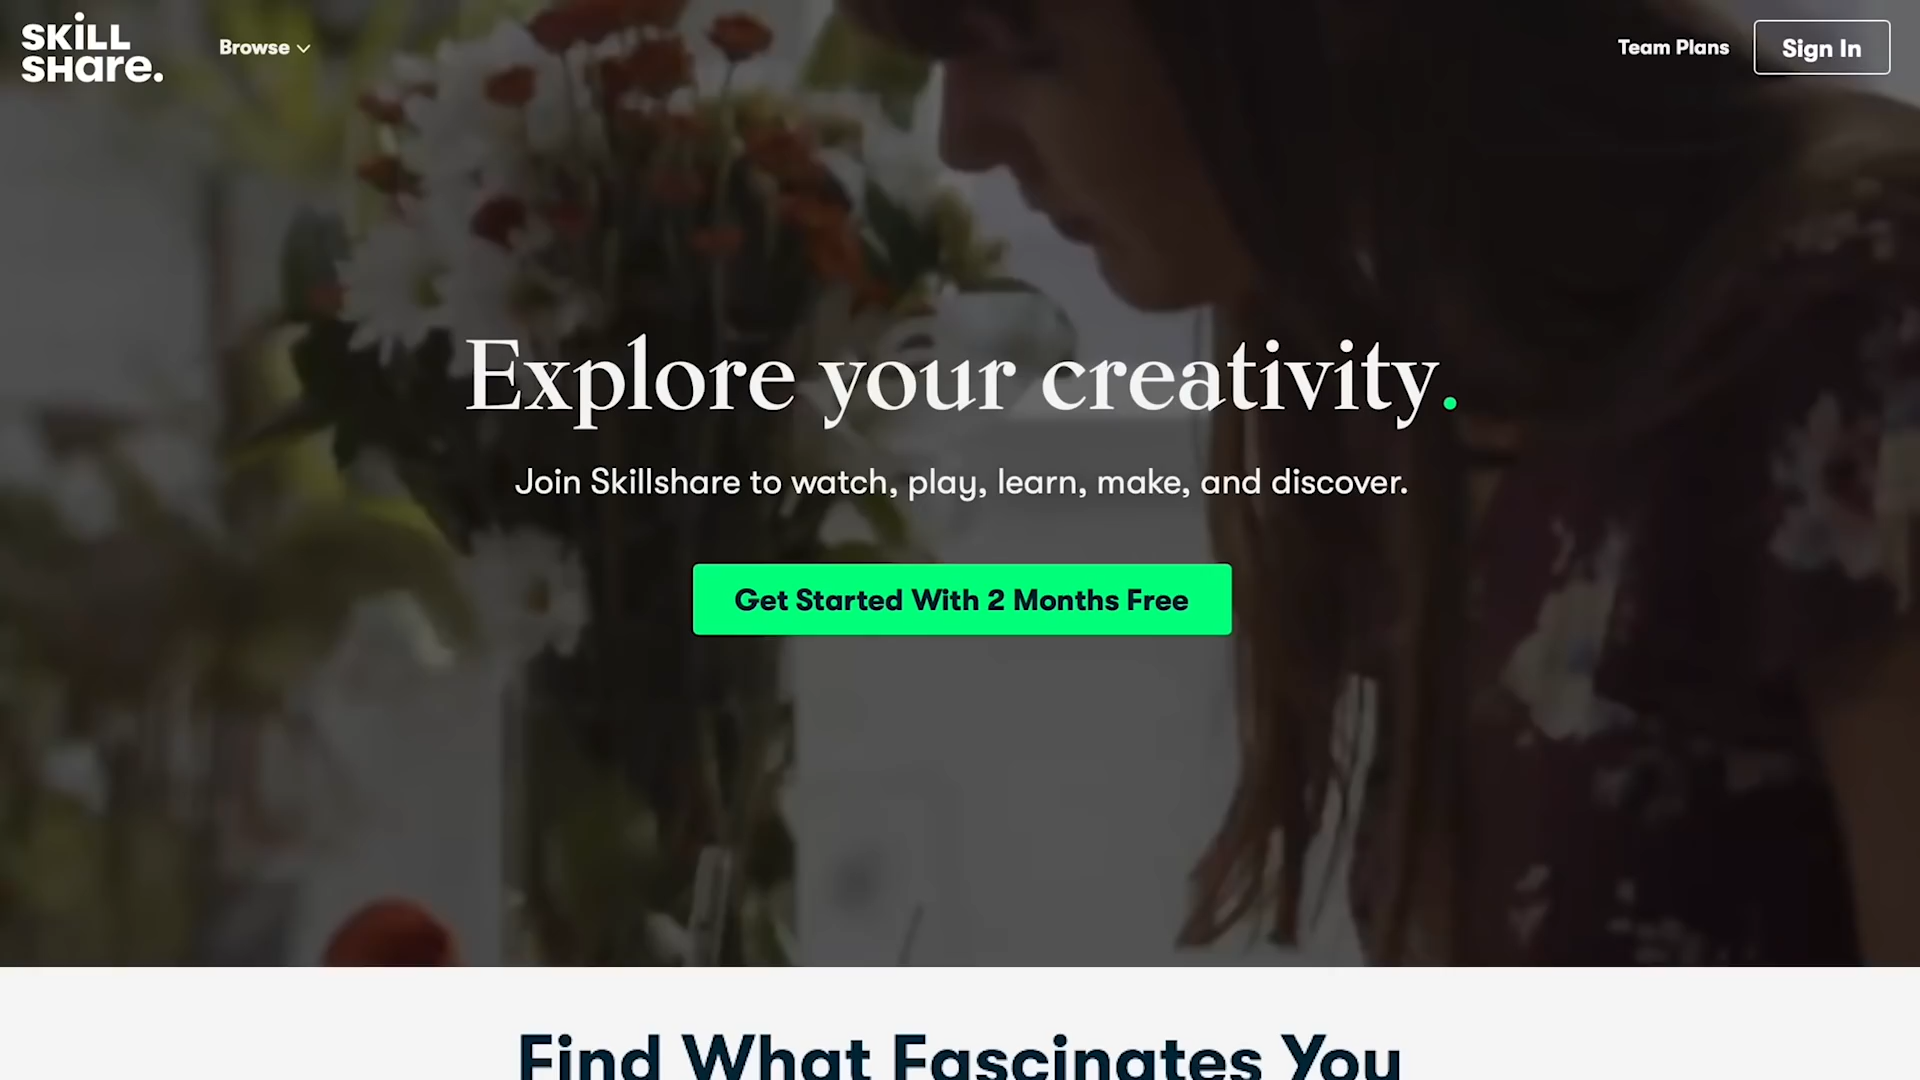 SKILL
SHare.
Browse
Team Plans
Sign In
Explore your creativity.
Join Skillshare to watch, play, learn, make, and discover.
Get Started With 2 Months Free
Find What Fascinates You